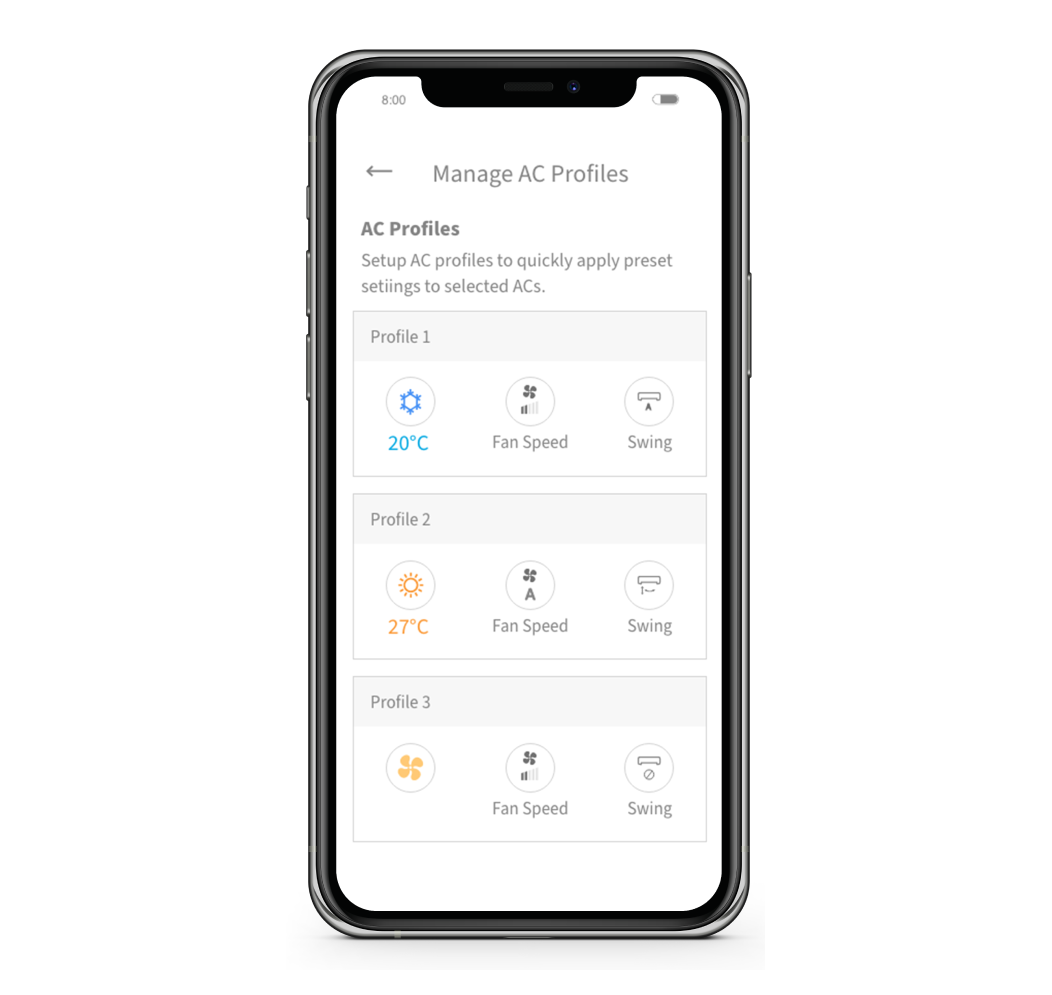 8:00
Manage AC Profiles
AC Profiles
Setup AC profiles to quickly apply preset
setiings to selected ACs.
Profile 1
A
20°C Fan Speed Swing
Profile 2
A
27°C Fan Speed Swing
Profile 3
Fan Speed Swing